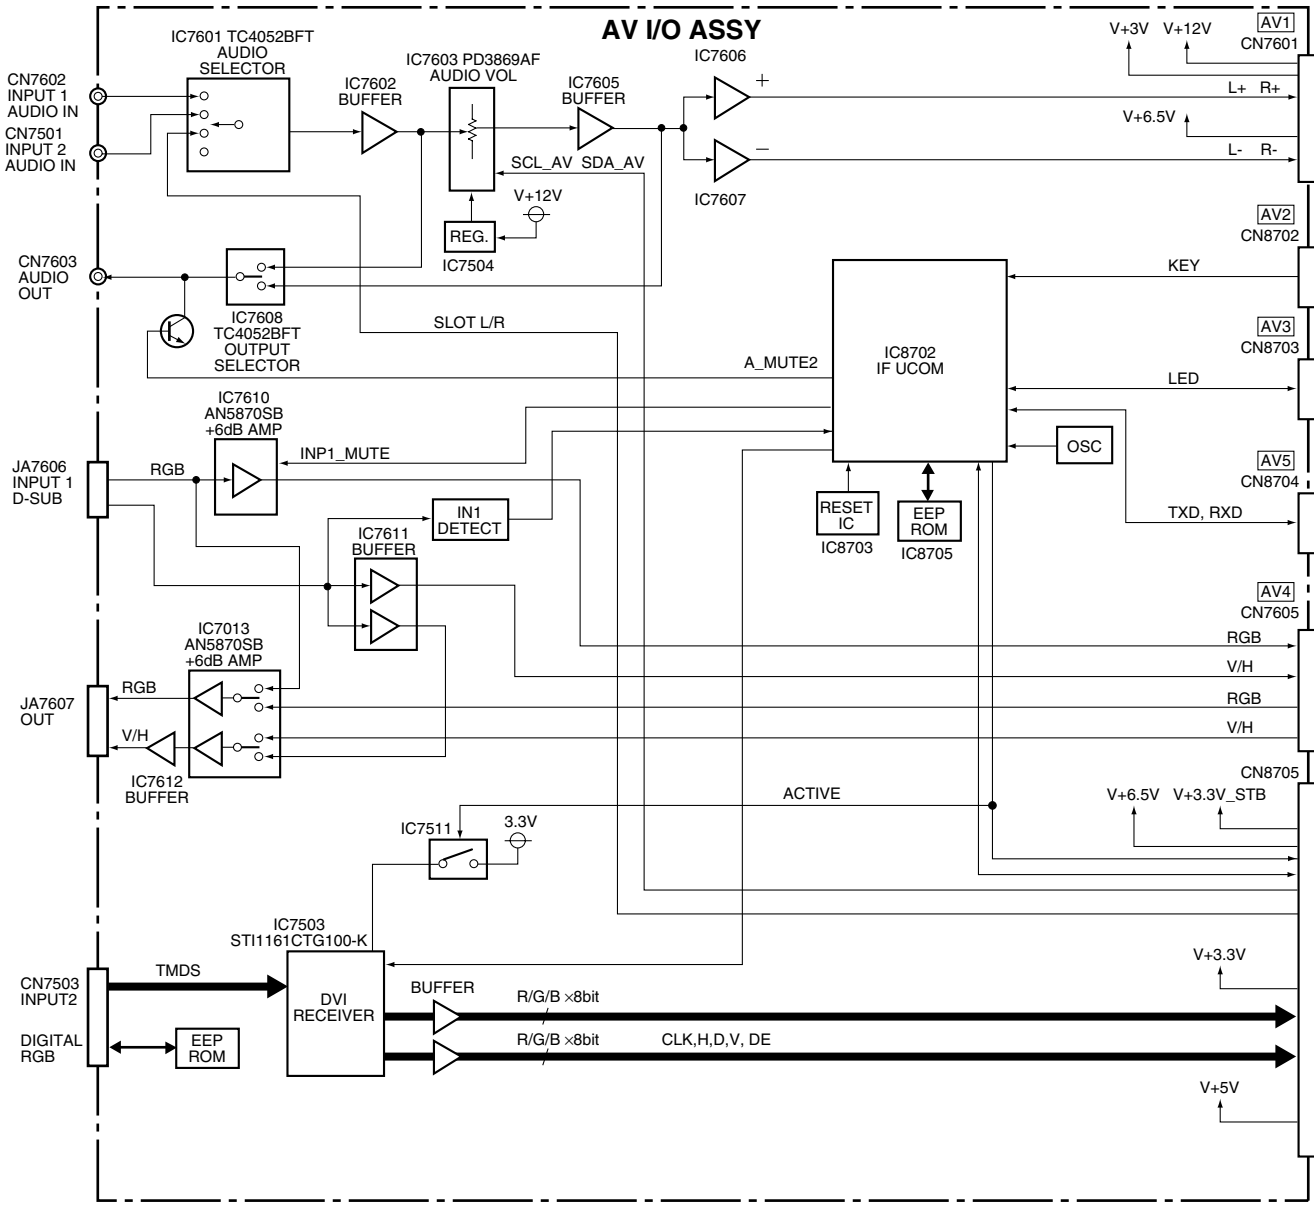 AV I/O ASSY
IC7601 TC4052BFT
AUDIO
SELECTOR
CN7602
INPUT 1
AUDIO IN
CN7501
INPUT 2
AUDIO IN
IC7602
BUFFER
IC7603 PD3869AF
AUDIO VOL
IC7605
BUFFER
IC7606
+
−
IC7607
V+3V
V+12V
AV1
CN7601
L+ R+
V+6.5V
L- R-
SCL_AV SDA_AV
V+12V
REG.
IC7504
AV2
CN8702
KEY
CN7603
AUDIO
OUT
IC7608
TC4052BFT
OUTPUT
SELECTOR
SLOT L/R
A_MUTE2
IC8702
IF UCOM
AV3
CN8703
LED
OSC
IC7610
AN5870SB
+6dB AMP
INP1_MUTE
JA7606
INPUT 1
D-SUB
RGB
IN1
DETECT
RESET
IC
IC8703
EEP
ROM
IC8705
AV5
CN8704
TXD, RXD
IC7611
BUFFER
AV4
CN7605
RGB
V/H
RGB
V/H
IC7013
AN5870SB
+6dB AMP
JA7607
OUT
RGB
V/H
IC7612
BUFFER
CN8705
V+6.5V
V+3.3V_STB
ACTIVE
IC7511
3.3V
IC7503
STI1161CTG100-K
V+3.3V
CN7503
INPUT2
TMDS
DVI
RECEIVER
BUFFER
R/G/B ×8bit
R/G/B ×8bit
CLK,H,D,V, DE
DIGITAL
RGB
EEP
ROM
V+5V